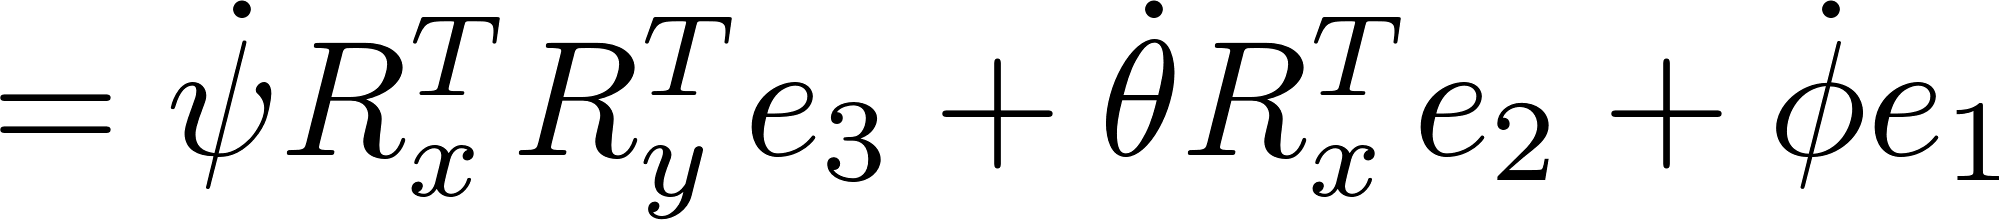 $= \dot{\psi} R_x^T R_y^T e_3 + \dot{\theta} R_x^T e_2 + \dot{\phi} e_1$